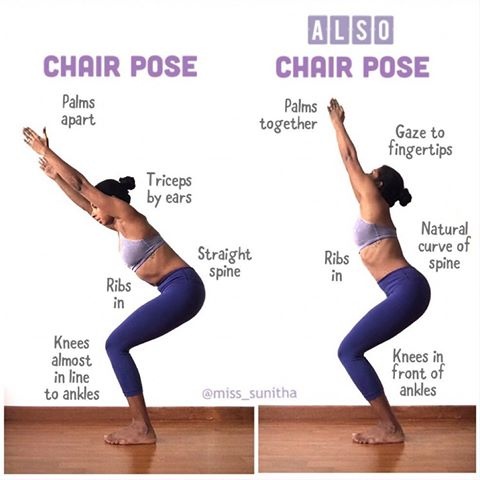 CHAIR POSE
Palms
apart
Triceps
by ears
Straight
spine
Ribs
in
Knees
almost
in line
to ankles
ALSO
CHAIR POSE
Palms
together
Gaze to
fingertips
Natural
curve of
spine
Ribs
in
Knees in
front of
ankles
@miss_sunitha